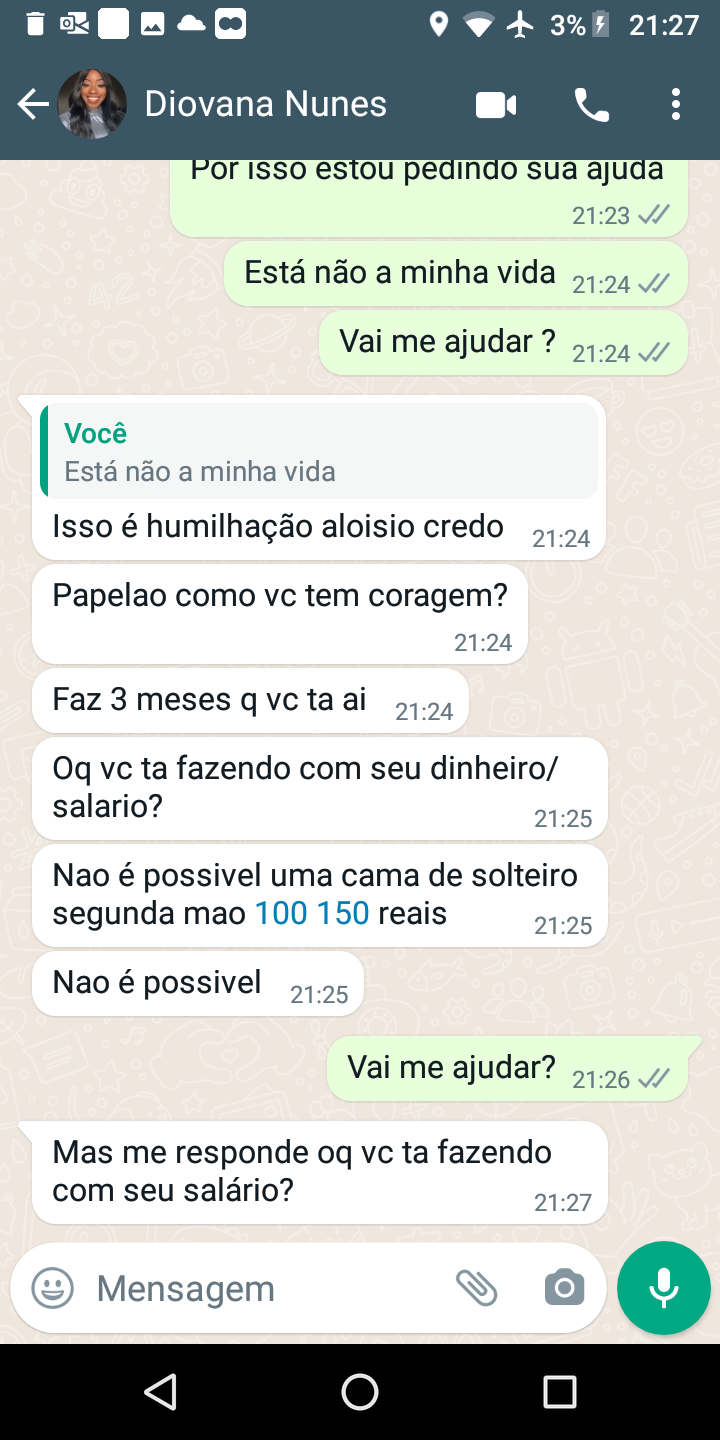 3% 21:27
Diovana Nunes
Por isso estou pedindo sua ajuda
21:23
Está não a minha vida 21:24
Vai me ajudar ? 21:24
Você
Está não a minha vida
Isso é humilhação aloisio credo 21:24
Papelao como vc tem coragem?
21:24
Faz 3 meses q vc ta ai 21:24
Oq vc ta fazendo com seu dinheiro/
salario? 21:25
Nao é possivel uma cama de solteiro
segunda mao 100 150 reais 21:25
Nao é possivel 21:25
Vai me ajudar? 21:26
Mas me responde oq vc ta fazendo
com seu salário? 21:27
Mensagem